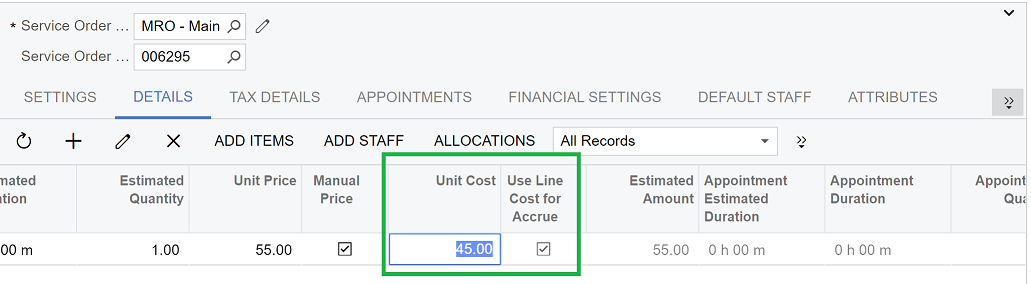 * Service Order ... MRO - Main
Service Order ... 006295
SETTINGS DETAILS TAX DETAILS APPOINTMENTS FINANCIAL SETTINGS DEFAULT STAFF ATTRIBUTES
ADD ITEMS ADD STAFF ALLOCATIONS All Records
mated Estimated Unit Price Manual Unit Cost Use Line Estimated Appointment Appointment Appoin
ation Quantity Price Cost for Amount Estimated Duration Qua
Accrue Duration
00 m 1.00 55.00 45.00 55.00 0 h 00 m 0 h 00 m